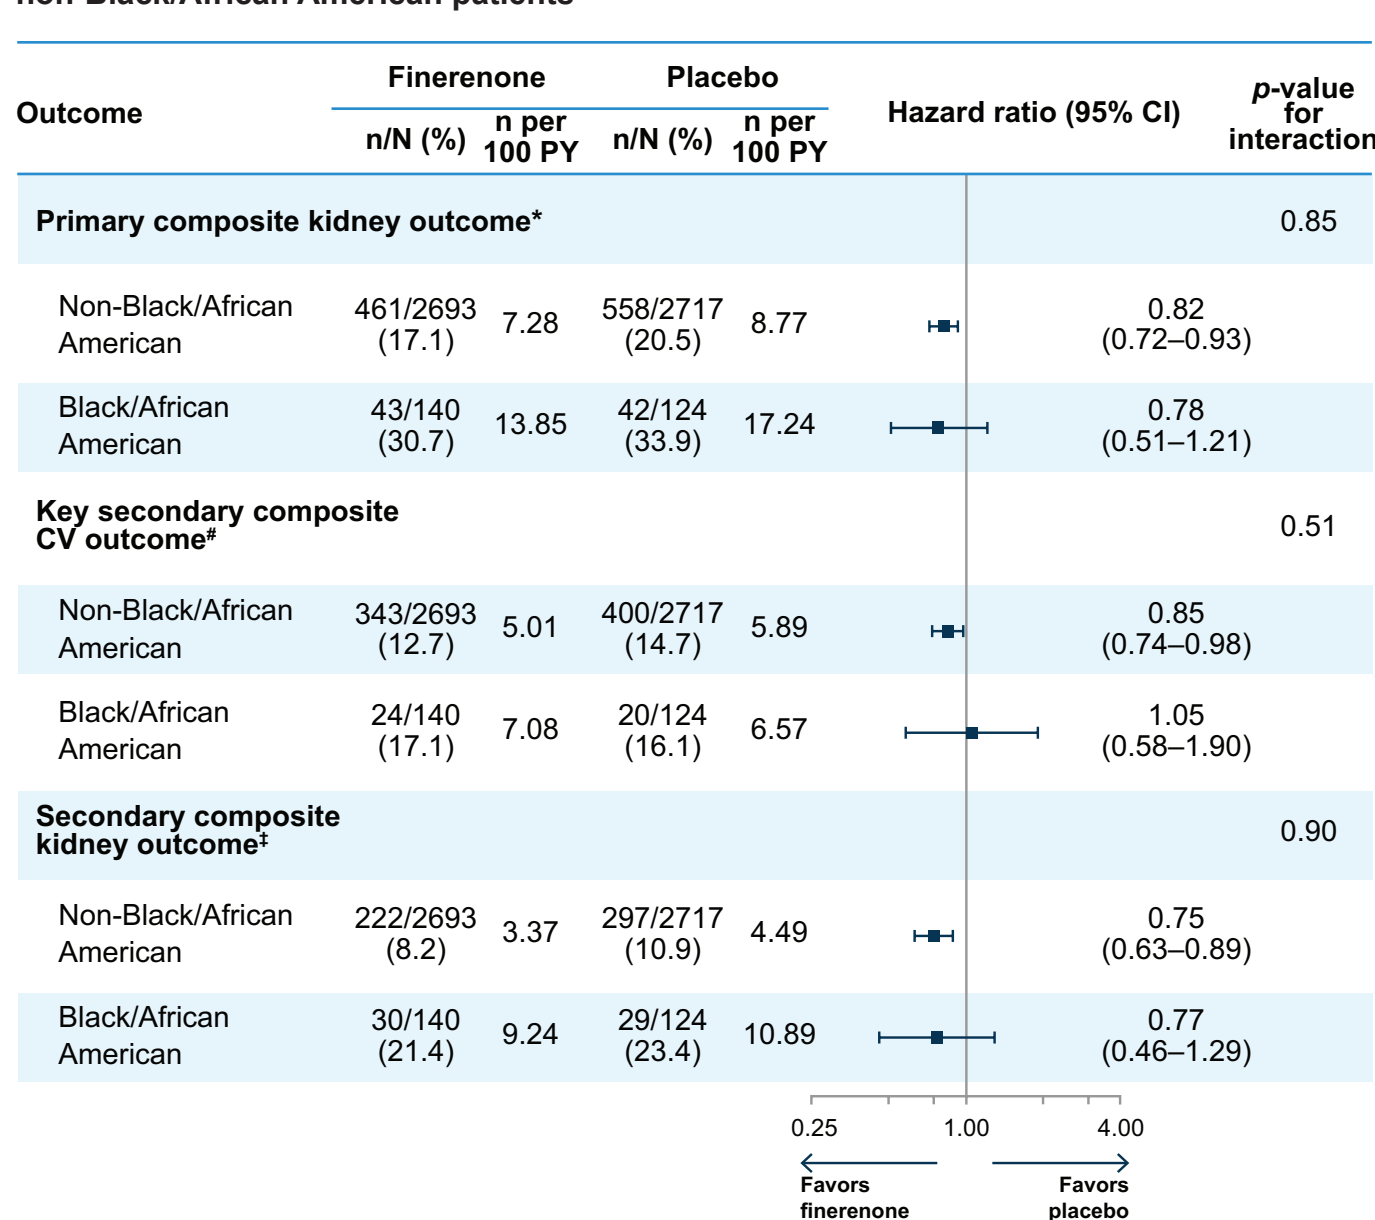 non-Black/African American patients
Finerenone Placebo
Outcome n/N (%) n per 100 PY n/N (%) n per 100 PY Hazard ratio (95% CI) p-value for interaction
Primary composite kidney outcome* 0.85
Non-Black/African American 461/2693 (17.1) 7.28 558/2717 (20.5) 8.77 0.82 (0.72–0.93)
Black/African American 43/140 (30.7) 13.85 42/124 (33.9) 17.24 0.78 (0.51–1.21)
Key secondary composite CV outcome# 0.51
Non-Black/African American 343/2693 (12.7) 5.01 400/2717 (14.7) 5.89 0.85 (0.74–0.98)
Black/African American 24/140 (17.1) 7.08 20/124 (16.1) 6.57 1.05 (0.58–1.90)
Secondary composite kidney outcome‡ 0.90
Non-Black/African American 222/2693 (8.2) 3.37 297/2717 (10.9) 4.49 0.75 (0.63–0.89)
Black/African American 30/140 (21.4) 9.24 29/124 (23.4) 10.89 0.77 (0.46–1.29)
0.25 1.00 4.00
Favors finerenone Favors placebo